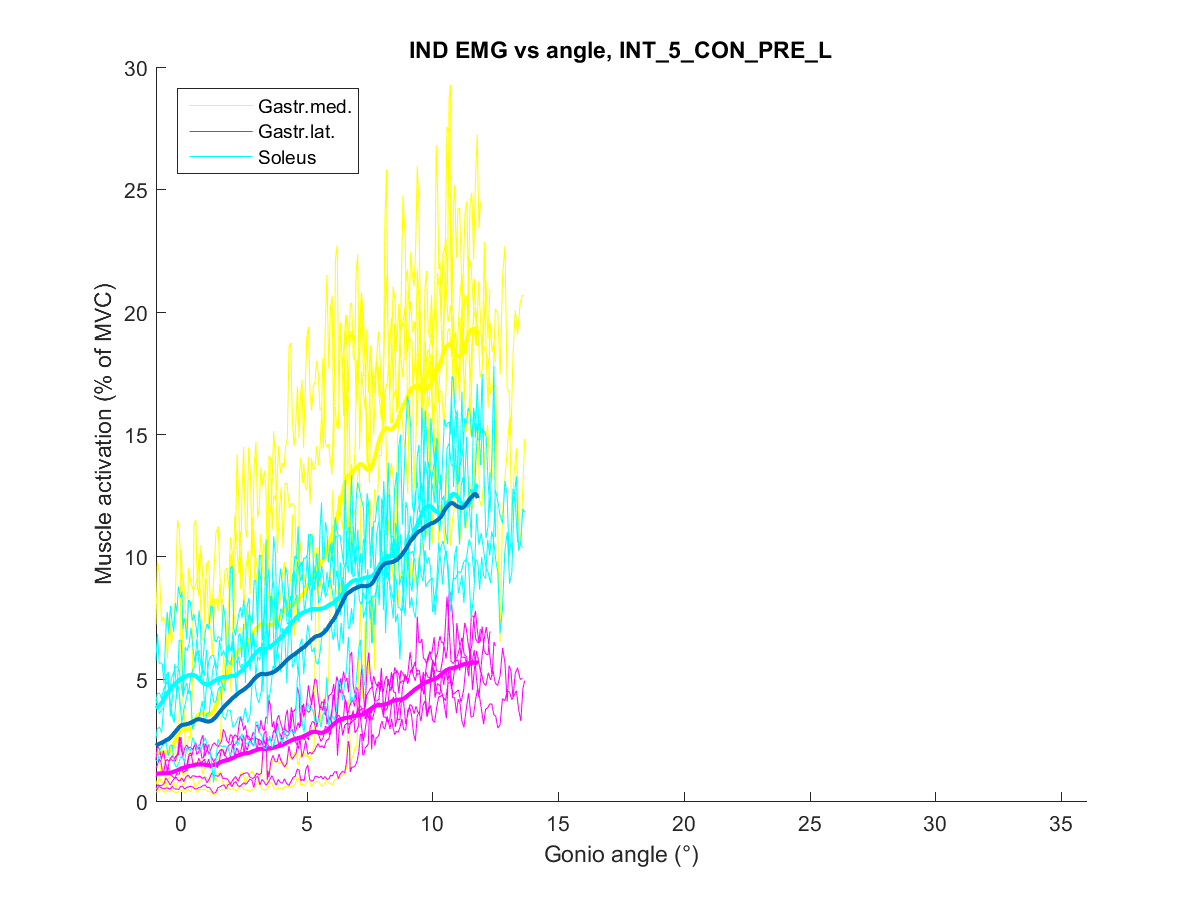 IND EMG vs angle, INT_5_CON_PRE_L
30
25
20
15
10
5
0
Muscle activation (% of MVC)
Gastr.med.
Gastr.lat.
Soleus
0 5 10 15 20 25 30 35
Gonio angle (°)